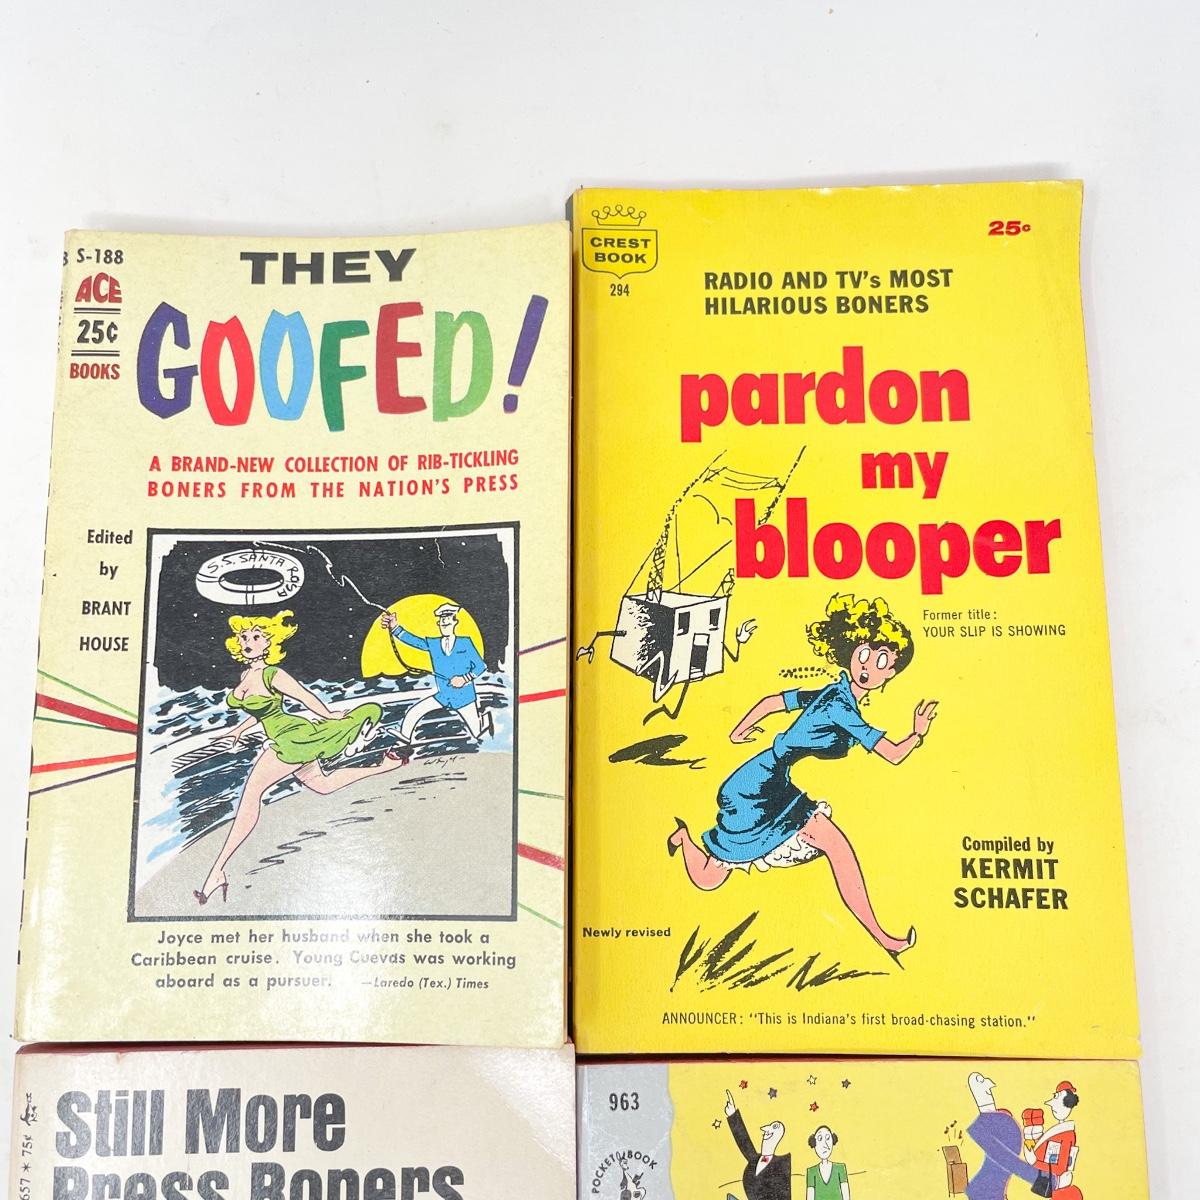 S-188
ACE
25¢
BOOKS
THEY
GOOFED!
A BRAND-NEW COLLECTION OF RIB-TICKLING
BONERS FROM THE NATION'S PRESS
Edited
by
BRANT
HOUSE
S.S. SANTA ROSA
Joyce met her husband when she took a
Caribbean cruise. Young Cuevas was working
aboard as a pursuer. —Laredo (Tex.) Times
CREST
BOOK
294
25¢
RADIO AND TV's MOST
HILARIOUS BONERS
pardon
my
blooper
Former title:
YOUR SLIP IS SHOWING
Compiled by
KERMIT
SCHAFER
Newly revised
ANNOUNCER: "This is Indiana's first broad-chasing station."
657 * 75¢
Still More
Press Boners
963
POCKET BOOK